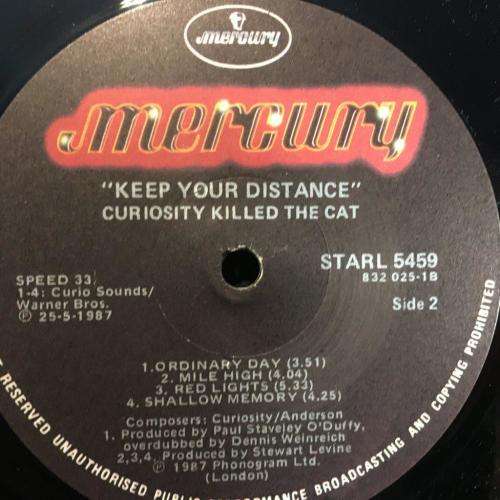 mercury
mercury
"KEEP YOUR DISTANCE"
CURIOSITY KILLED THE CAT
STARL 5459
832 025-1B
Side 2
SPEED 33.
1-4: Curio Sounds/
Warner Bros.
℗ 25-5-1987
1.ORDINARY DAY (3.51)
2. MILE HIGH (4.04)
3. RED LIGHTS (5.33)
4. SHALLOW MEMORY (4.25)
Composers: Curiosity/Anderson
1. Produced by Paul Staveley O'Duffy,
overdubbed by Dennis Weinreich
2,3,4. Produced by Stewart Levine
℗ 1987 Phonogram Ltd.
(London)
RESERVED UNAUTHORISED PUBLIC PERFORMANCE BROADCASTING AND COPYING PROHIBITED